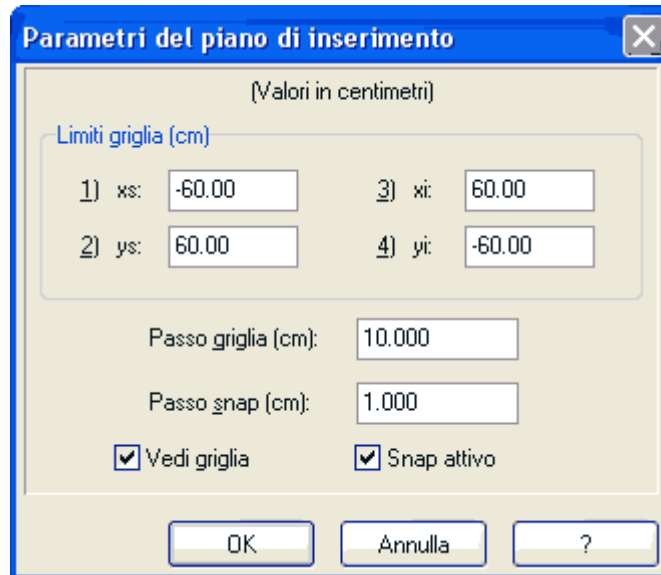 Parametri del piano di inserimento
(Valori in centimetri)
Limiti griglia (cm)
1) xs: -60.00 3) xi: 60.00
2) ys: 60.00 4) yi: -60.00
Passo griglia (cm): 10.000
Passo snap (cm): 1.000
Vedi griglia Snap attivo
OK Annulla ?